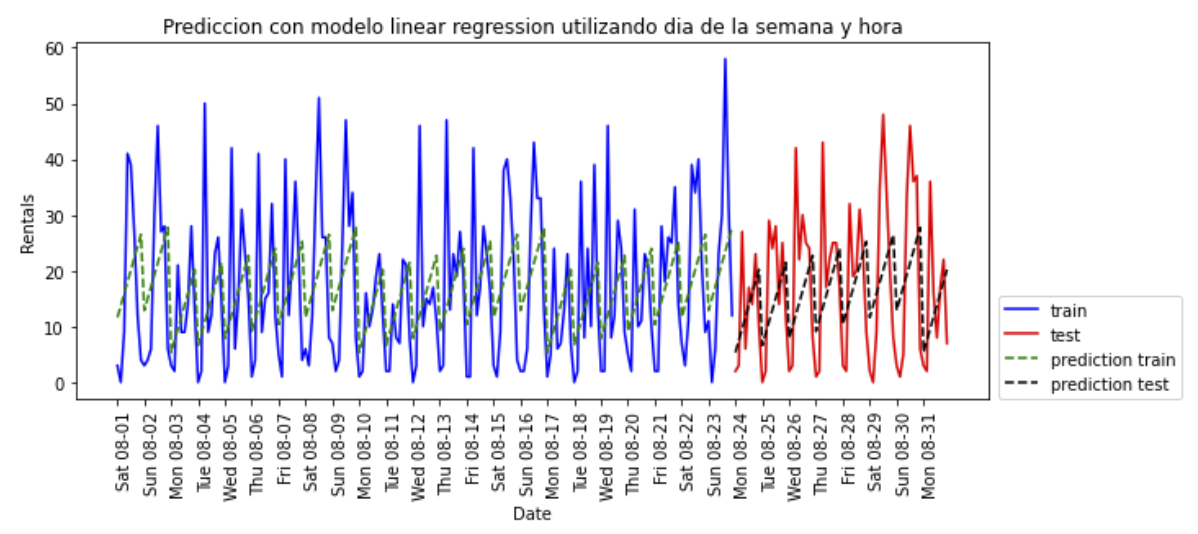 Prediccion con modelo linear regression utilizando dia de la semana y hora
60
50
40
30
20
10
0
Rentals
Sat 08-01
Sun 08-02
Mon 08-03
Tue 08-04
Wed 08-05
Thu 08-06
Fri 08-07
Sat 08-08
Sun 08-09
Mon 08-10
Tue 08-11
Wed 08-12
Thu 08-13
Fri 08-14
Sat 08-15
Sun 08-16
Mon 08-17
Tue 08-18
Wed 08-19
Thu 08-20
Fri 08-21
Sat 08-22
Sun 08-23
Mon 08-24
Tue 08-25
Wed 08-26
Thu 08-27
Fri 08-28
Sat 08-29
Sun 08-30
Mon 08-31
Date
train
test
prediction train
prediction test